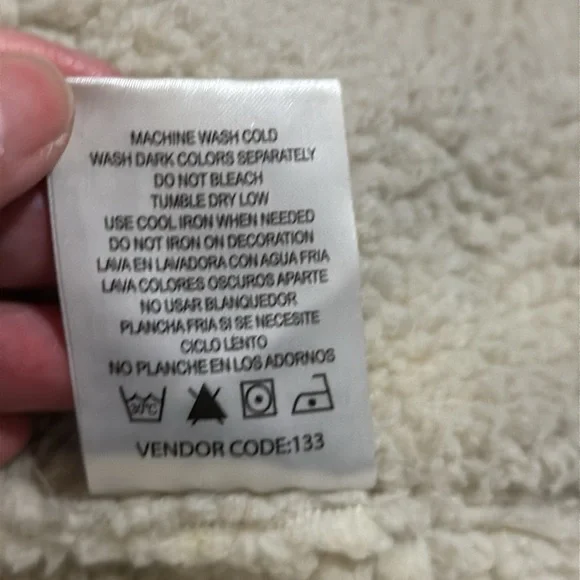 MACHINE WASH COLD
WASH DARK COLORS SEPARATELY
DO NOT BLEACH
TUMBLE DRY LOW
USE COOL IRON WHEN NEEDED
DO NOT IRON ON DECORATION
LAVA EN LAVADORA CON AGUA FRIA
LAVA COLORES OSCUROS APARTE
NO USAR BLANQUEDOR
PLANCHA FRIA SI SE NECESITE
CICLO LENTO
NO PLANCHE EN LOS ADORNOS
30°C
VENDOR CODE:133